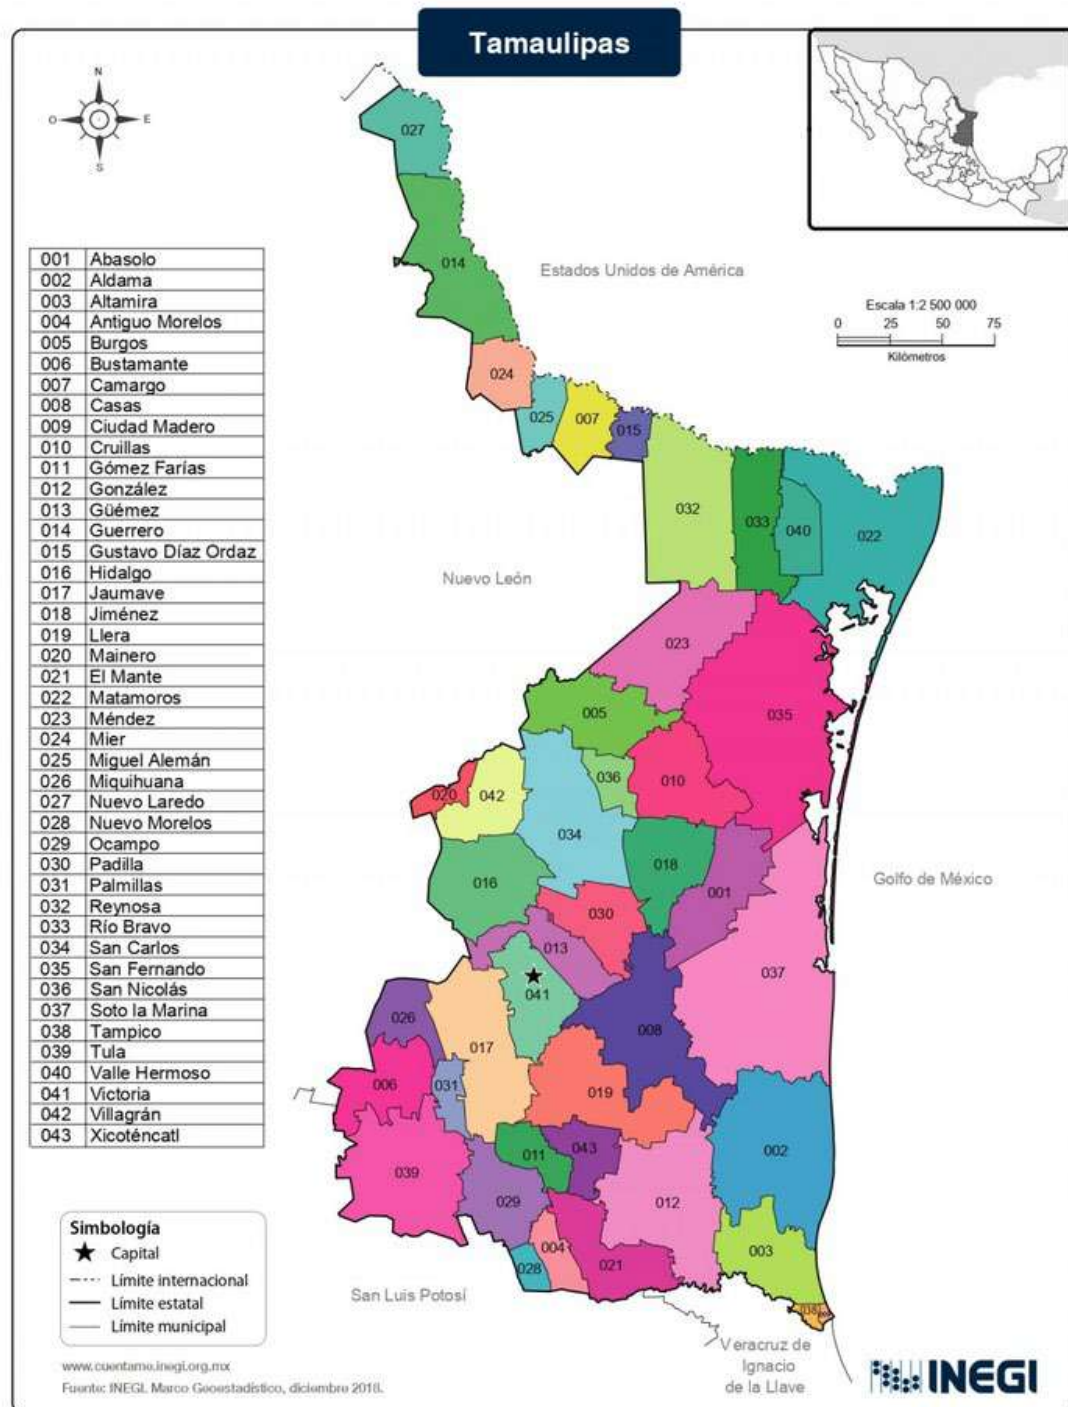 Tamaulipas
N
O
E
S
Estados Unidos de América
Escala 1:2 500 000
0 25 50 75
Kilómetros
001 Abasolo
002 Aldama
003 Altamira
004 Antiguo Morelos
005 Burgos
006 Bustamante
007 Camargo
008 Casas
009 Ciudad Madero
010 Cruillas
011 Gómez Farías
012 González
013 Güémez
014 Guerrero
015 Gustavo Díaz Ordaz
016 Hidalgo
017 Jaumave
018 Jiménez
019 Llera
020 Mainero
021 El Mante
022 Matamoros
023 Méndez
024 Mier
025 Miguel Alemán
026 Miquihuana
027 Nuevo Laredo
028 Nuevo Morelos
029 Ocampo
030 Padilla
031 Palmillas
032 Reynosa
033 Río Bravo
034 San Carlos
035 San Fernando
036 San Nicolás
037 Soto la Marina
038 Tampico
039 Tula
040 Valle Hermoso
041 Victoria
042 Villagrán
043 Xicoténcatl
027
014
024
025
007
015
032
033
040
022
Nuevo León
023
035
005
036
010
020
042
034
018
016
001
Golfo de México
030
013
037
041
026
008
017
006
031
019
002
011
043
039
029
012
004
003
028
021
038
San Luis Potosí
Veracruz de
Ignacio
de la Llave
Simbología
Capital
Límite internacional
Límite estatal
Límite municipal
www.cuentame.inegi.org.mx
Fuente: INEGI. Marco Geoestadístico, diciembre 2018.
INEGI